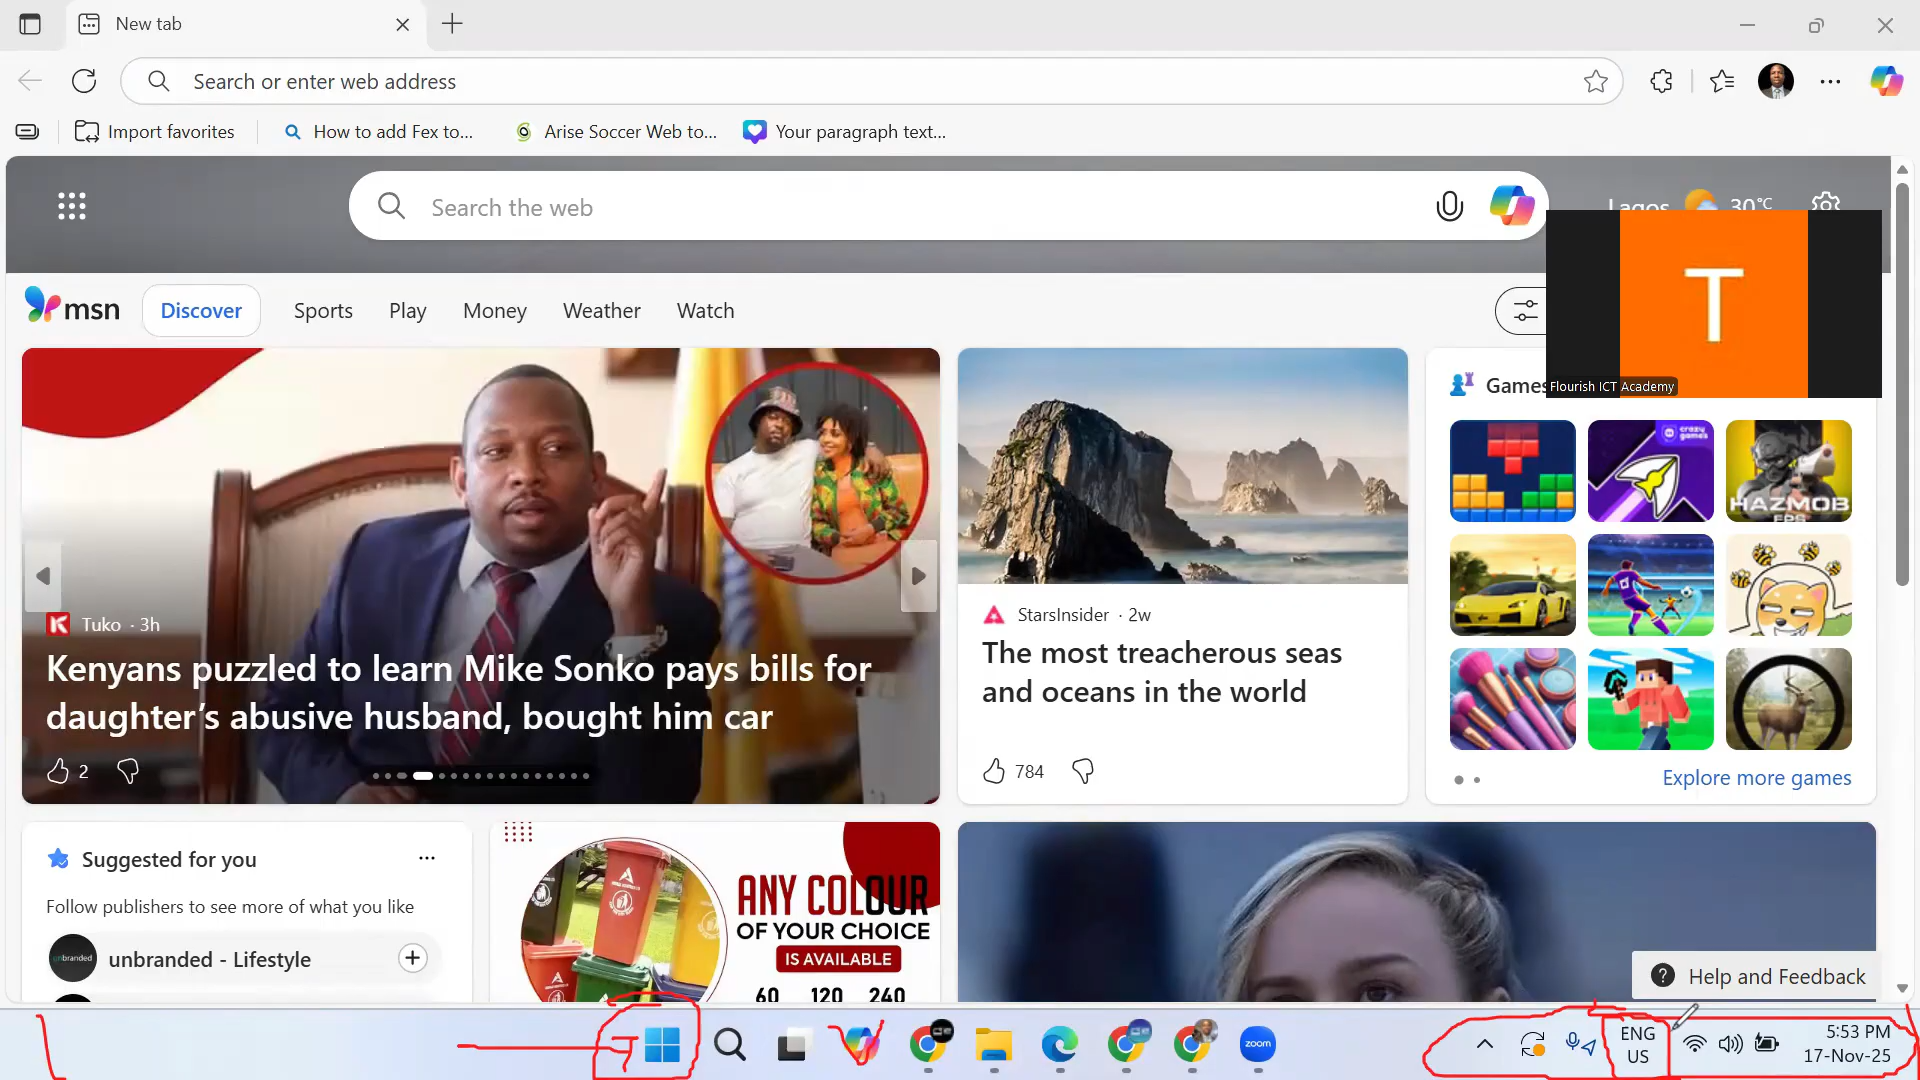 New tab
Search or enter web address
Import favorites
How to add Fex to...
Arise Soccer Web to...
Your paragraph text...
Search the web
Lagos 30°C
msn
Discover
Sports
Play
Money
Weather
Watch
T
Flourish ICT Academy
Tuko · 3h
Kenyans puzzled to learn Mike Sonko pays bills for
daughter's abusive husband, bought him car
2
StarsInsider · 2w
The most treacherous seas
and oceans in the world
784
Games
crazy games
HAZMOB
FPS
Explore more games
Suggested for you
Follow publishers to see more of what you like
unbranded
unbranded - Lifestyle
ANY COLOUR
OF YOUR CHOICE
IS AVAILABLE
60 120 240
Help and Feedback
zoom
ENG
US
5:53 PM
17-Nov-25